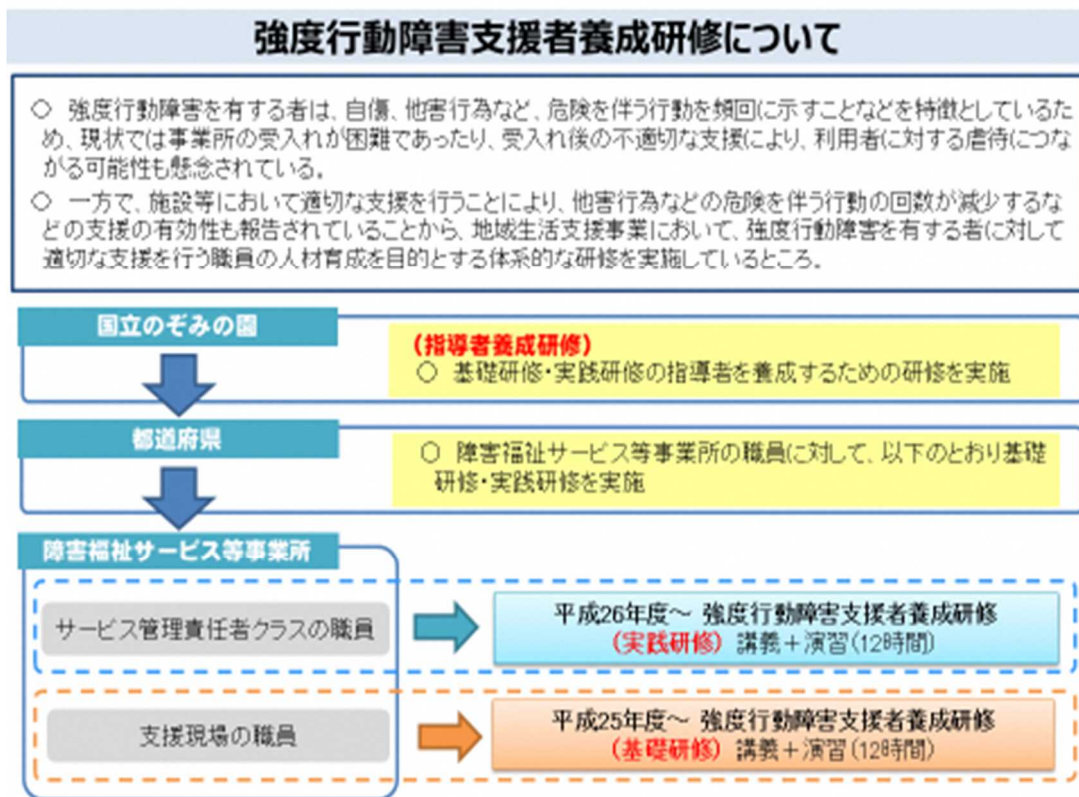 強度行動障害支援者養成研修について
○ 強度行動障害を有する者は、自傷、他害行為など、危険を伴う行動を頻回に示すことなどを特徴としているた
め、現状では事業所の受入れが困難であったり、受入れ後の不適切な支援により、利用者に対する虐待につな
がる可能性も懸念されている。
○ 一方で、施設等において適切な支援を行うことにより、他害行為などの危険を伴う行動の回数が減少するな
どの支援の有効性も報告されていることから、地域生活支援事業において、強度行動障害を有する者に対して
適切な支援を行う職員の人材育成を目的とする体系的な研修を実施しているところ。
国立のぞみの園
(指導者養成研修)
○ 基礎研修・実践研修の指導者を養成するための研修を実施
都道府県
○ 障害福祉サービス等事業所の職員に対して、以下のとおり基礎
研修・実践研修を実施
障害福祉サービス等事業所
サービス管理責任者クラスの職員
平成26年度~ 強度行動障害支援者養成研修
(実践研修) 講義+演習(12時間)
支援現場の職員
平成25年度~ 強度行動障害支援者養成研修
(基礎研修) 講義+演習(12時間)